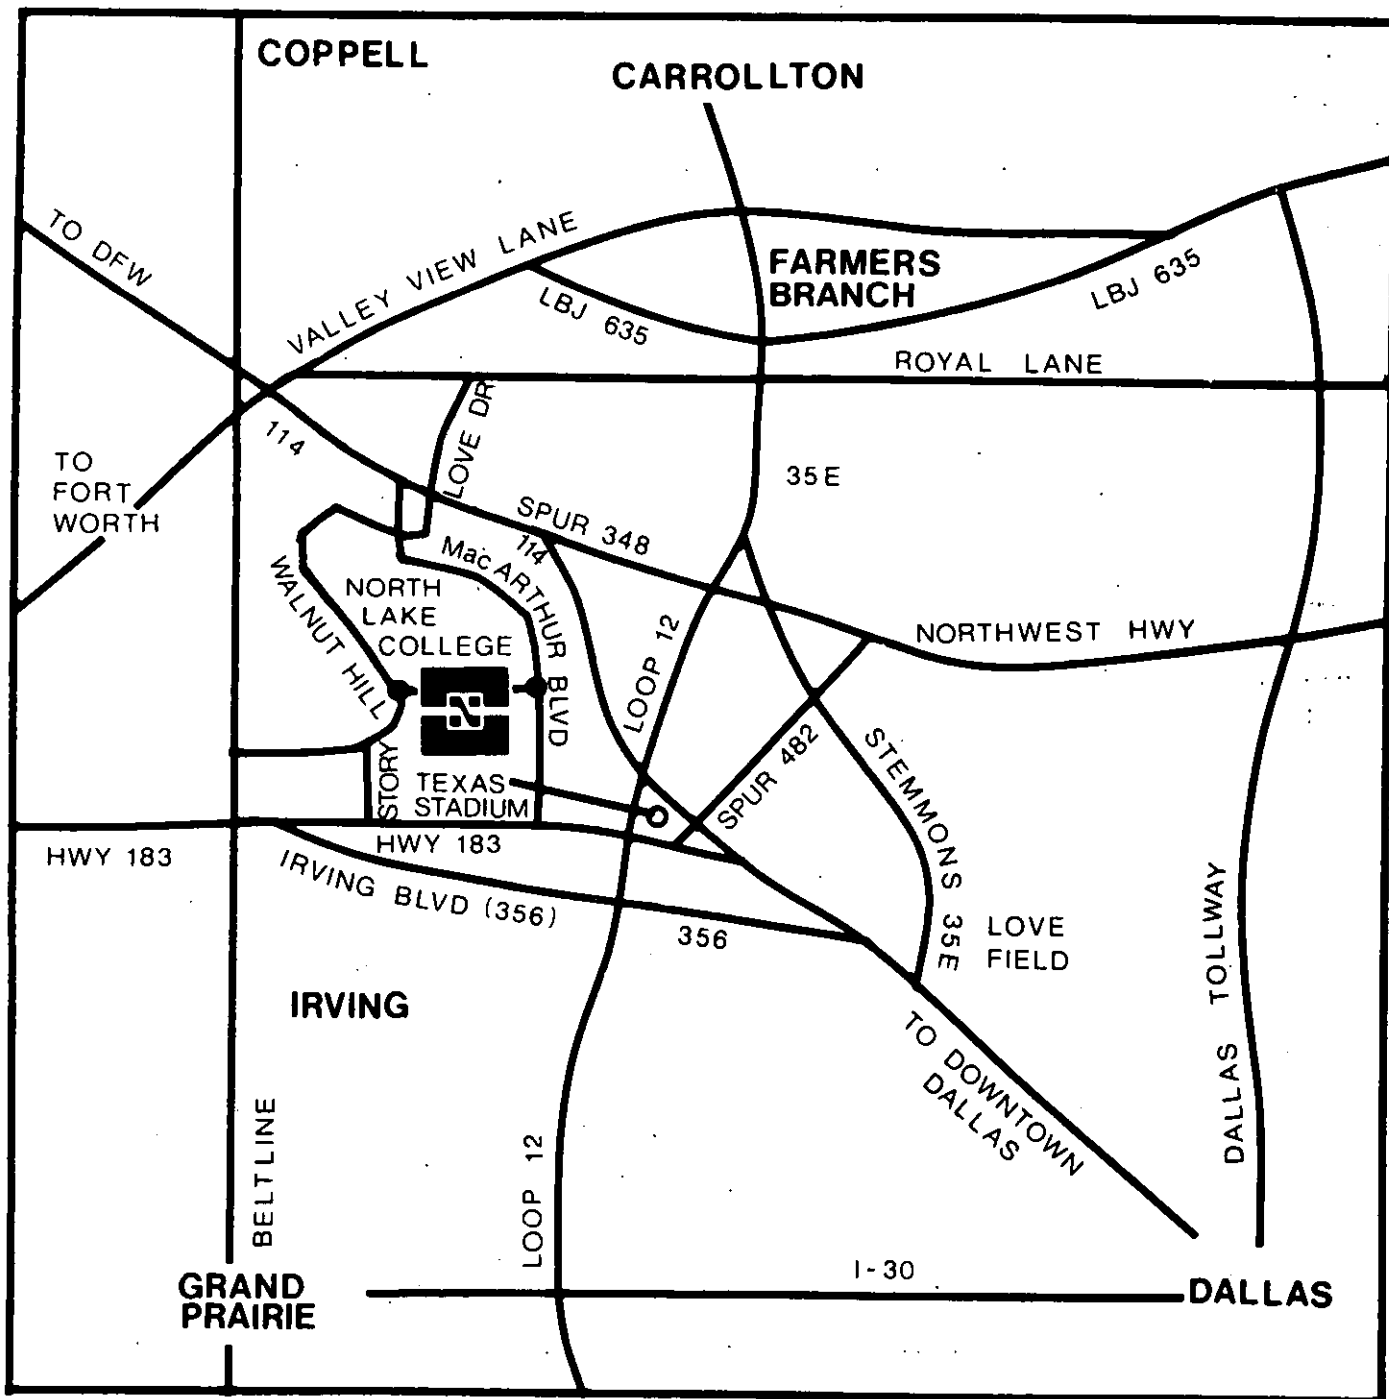 COPPELL
CARROLLTON
TO DFW
VALLEY VIEW LANE
FARMERS
BRANCH
LBJ 635
LBJ 635
ROYAL LANE
114
LOVE DR
TO
FORT
WORTH
35E
SPUR 348
114
MacARTHUR BLVD
WALNUT HILL
NORTH
LAKE
COLLEGE
N
LOOP 12
NORTHWEST HWY
STORY
TEXAS
STADIUM
SPUR 482
STEMMONS 35E
HWY 183
HWY 183
IRVING BLVD (356)
356
LOVE
FIELD
DALLAS TOLLWAY
IRVING
TO DOWNTOWN
DALLAS
BELTLINE
LOOP 12
I-30
GRAND
PRAIRIE
DALLAS